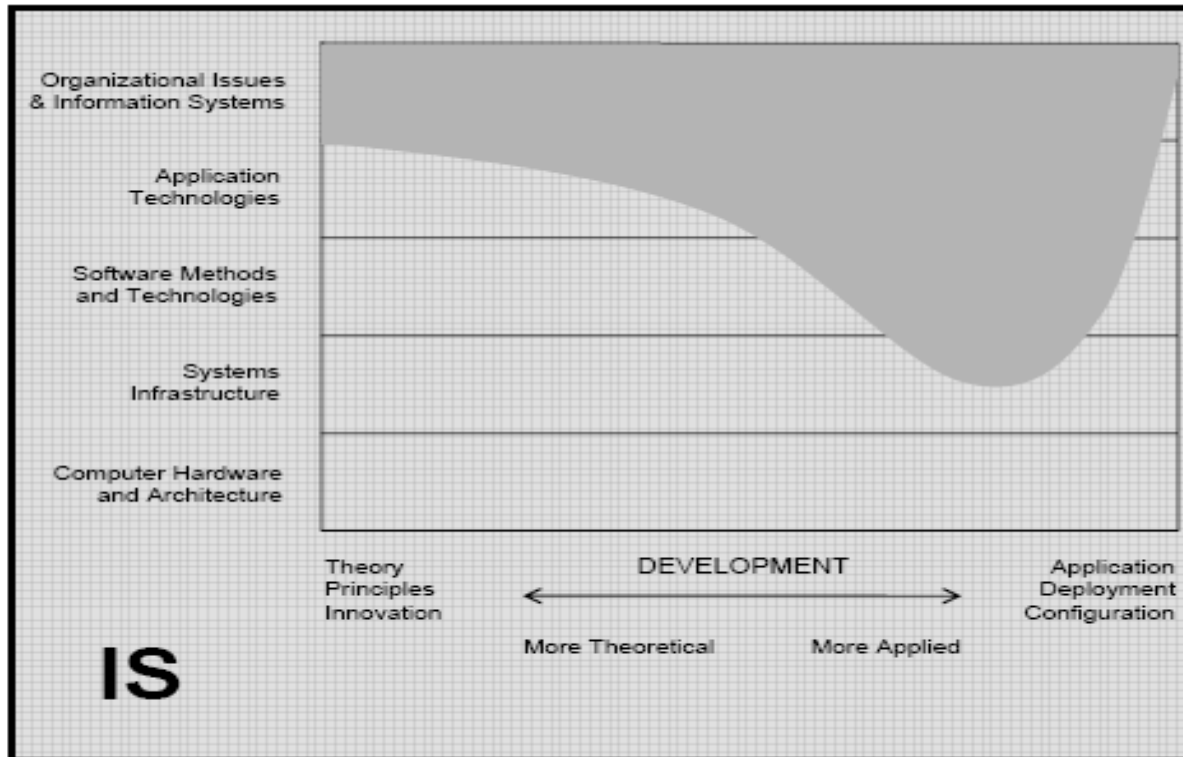 Organizational Issues
& Information Systems
Application
Technologies
Software Methods
and Technologies
Systems
Infrastructure
Computer Hardware
and Architecture
Theory
Principles
Innovation
DEVELOPMENT
More Theoretical
More Applied
Application
Deployment
Configuration
IS